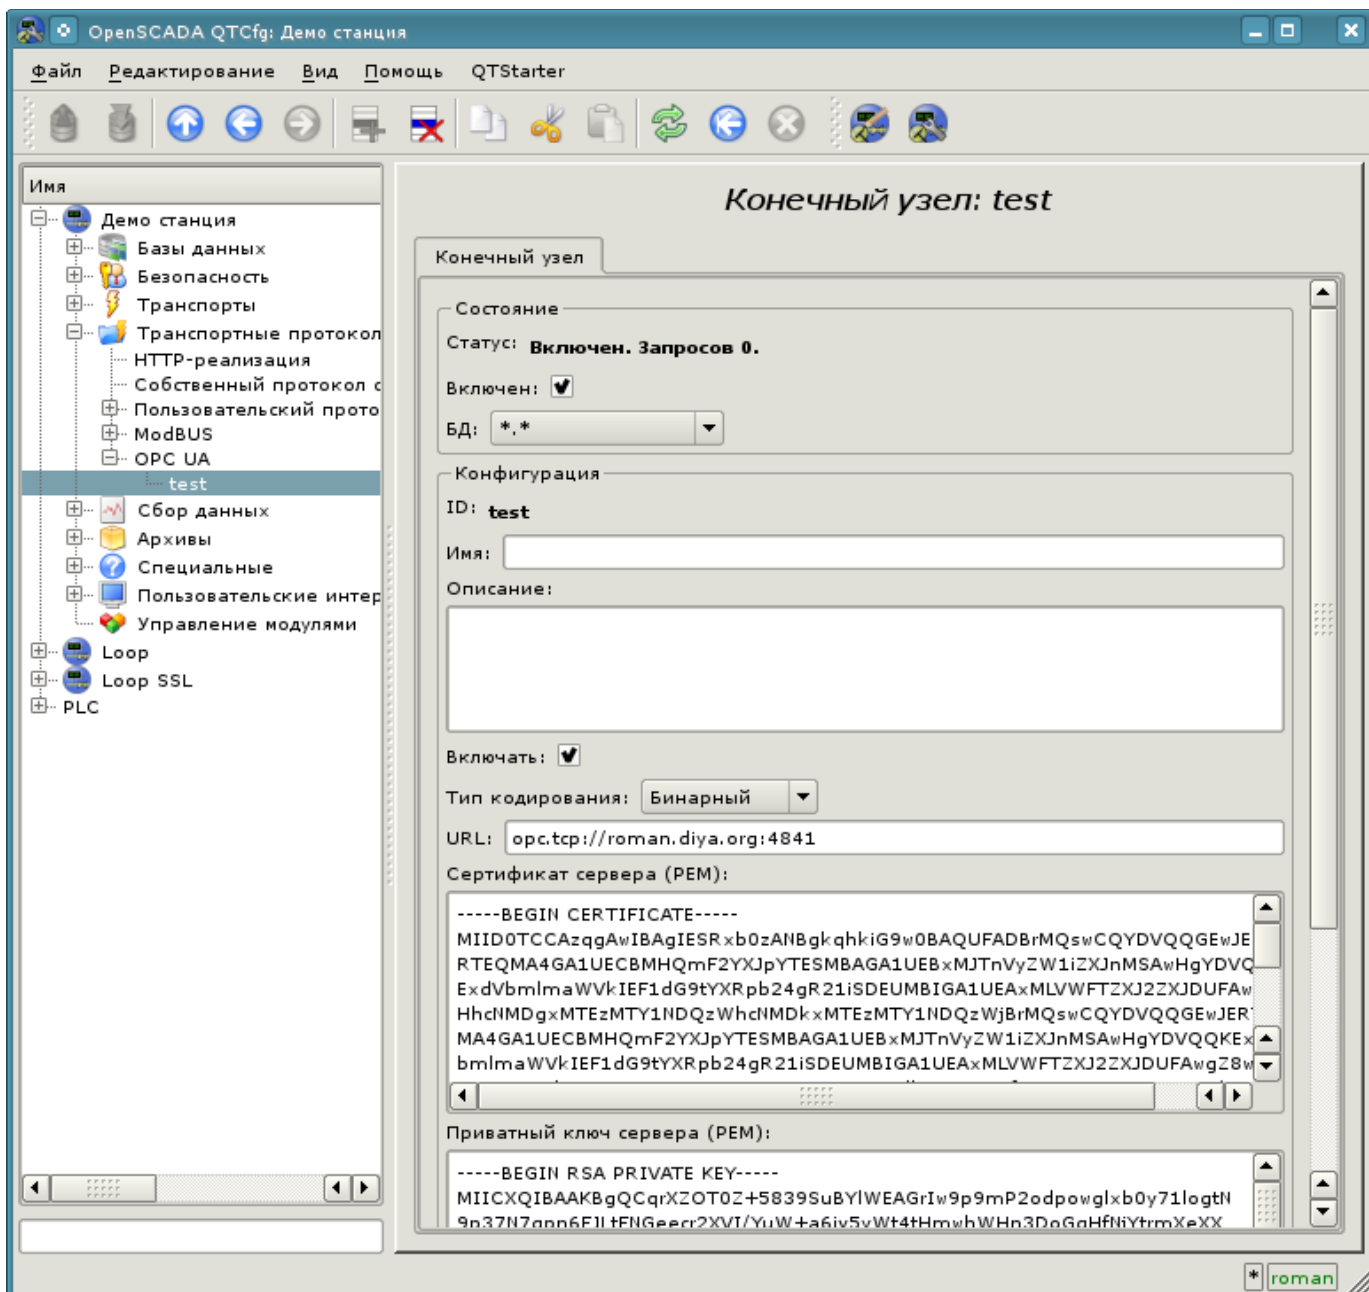 OpenSCADA QTCfg: Демо станция
Файл Редактирование Вид Помощь QTStarter
Имя
Демо станция
Базы данных
Безопасность
Транспорты
Транспортные протокол
HTTP-реализация
Собственный протокол с
Пользовательский прото
ModBUS
OPC UA
test
Сбор данных
Архивы
Специальные
Пользовательские интер
Управление модулями
Loop
Loop SSL
PLC
Конечный узел: test
Конечный узел
Состояние
Статус: Включен. Запросов 0.
Включен:
БД: *.*
Конфигурация
ID: test
Имя:
Описание:
Включать:
Тип кодирования: Бинарный
URL: opc.tcp://roman.diya.org:4841
Сертификат сервера (PEM):
-----BEGIN CERTIFICATE-----
MIID0TCCAzqgAwIBAgIESRxb0zANBgkqhkiG9w0BAQUFADBrMQswCQYDVQQGEwJE
RTEQMA4GA1UECBMHQmF2YXJpYTESMBAGA1UEBxMJTnVyZW1iZXJnMSAwHgYDVQ
ExdVbmlmaWVkIEF1dG9tYXRpb24gR21iSDEUMBIGA1UEAxMLVWFTZXJ2ZXJDUFAw
HhcNMDgxMTEzMTY1NDQzWhcNMDkxMTEzMTY1NDQzWjBrMQswCQYDVQQGEwJERT
MA4GA1UECBMHQmF2YXJpYTESMBAGA1UEBxMJTnVyZW1iZXJnMSAwHgYDVQQKEx
bmlmaWVkIEF1dG9tYXRpb24gR21iSDEUMBIGA1UEAxMLVWFTZXJ2ZXJDUFAwgZ8w
Приватный ключ сервера (PEM):
-----BEGIN RSA PRIVATE KEY-----
MIICXQIBAAKBgQCqrXZOT0Z+5839SuBYlWEAGrIw9p9mP2odpowglxb0y71logtN
* roman